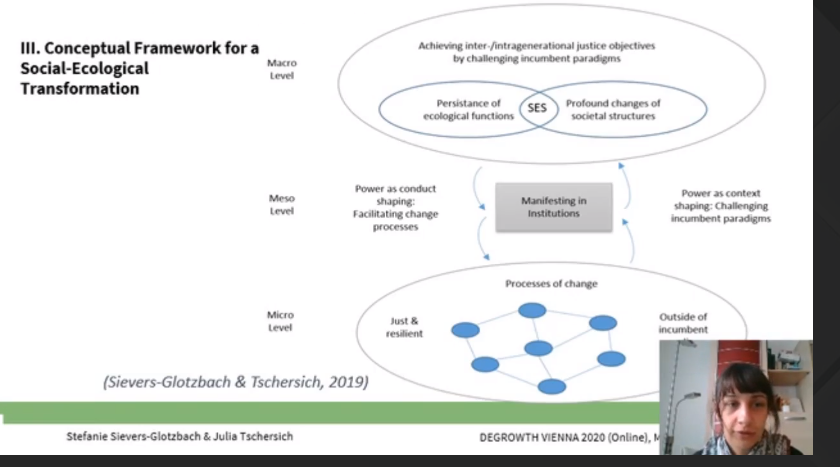 III. Conceptual Framework for a
Social-Ecological
Transformation
Macro
Level
Achieving inter-/intragenerational justice objectives
by challenging incumbent paradigms
Persistance of
ecological functions
SES
Profound changes of
societal structures
Meso
Level
Power as conduct
shaping:
Facilitating change
processes
Manifesting in
Institutions
Power as context
shaping: Challenging
incumbent paradigms
Micro
Level
Processes of change
Just &
resilient
Outside of
incumbent
(Sievers-Glotzbach & Tschersich, 2019)
Stefanie Sievers-Glotzbach & Julia Tschersich
DEGROWTH VIENNA 2020 (Online), M